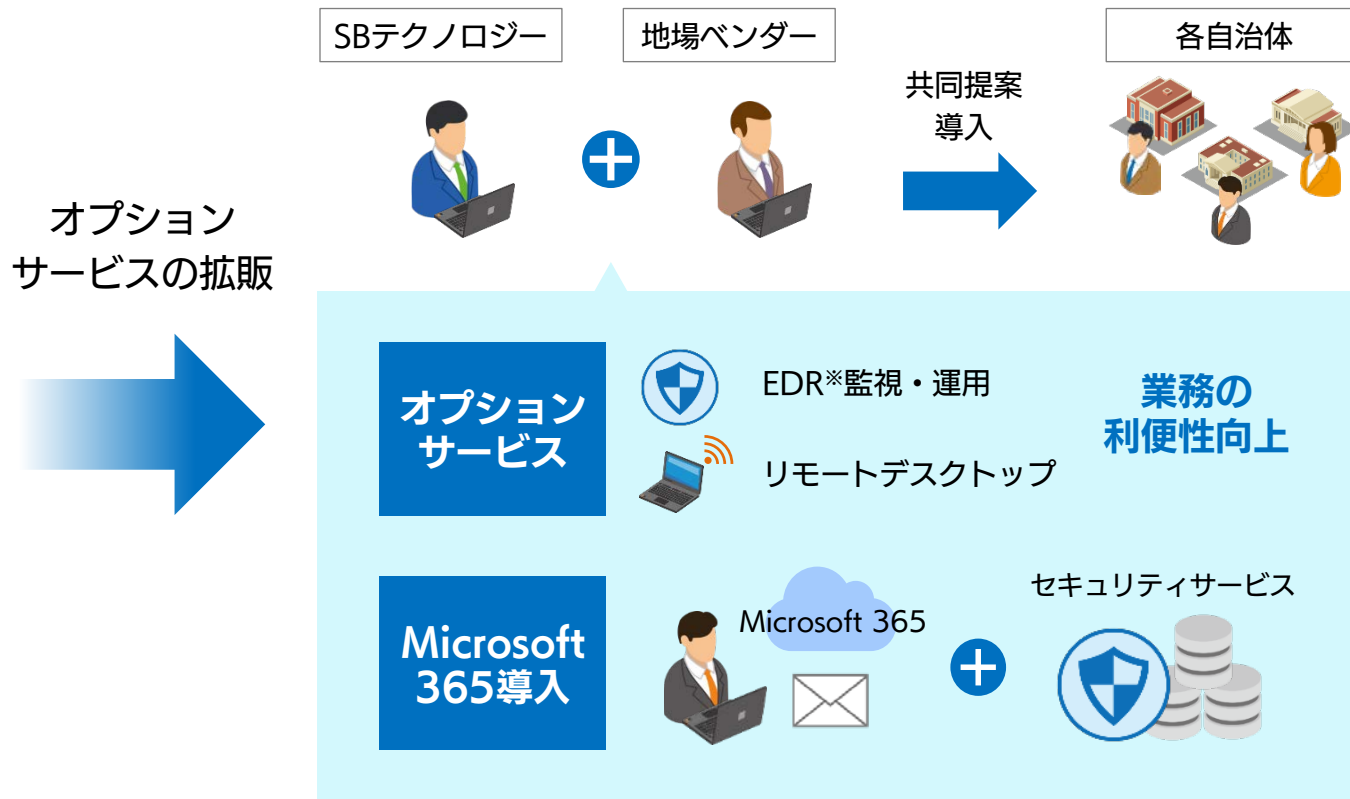 SBテクノロジー
地場ベンダー
各自治体
共同提案
導入
オプション
サービスの拡販
オプション
サービス
EDR※監視・運用
リモートデスクトップ
業務の
利便性向上
Microsoft
365導入
Microsoft 365
セキュリティサービス